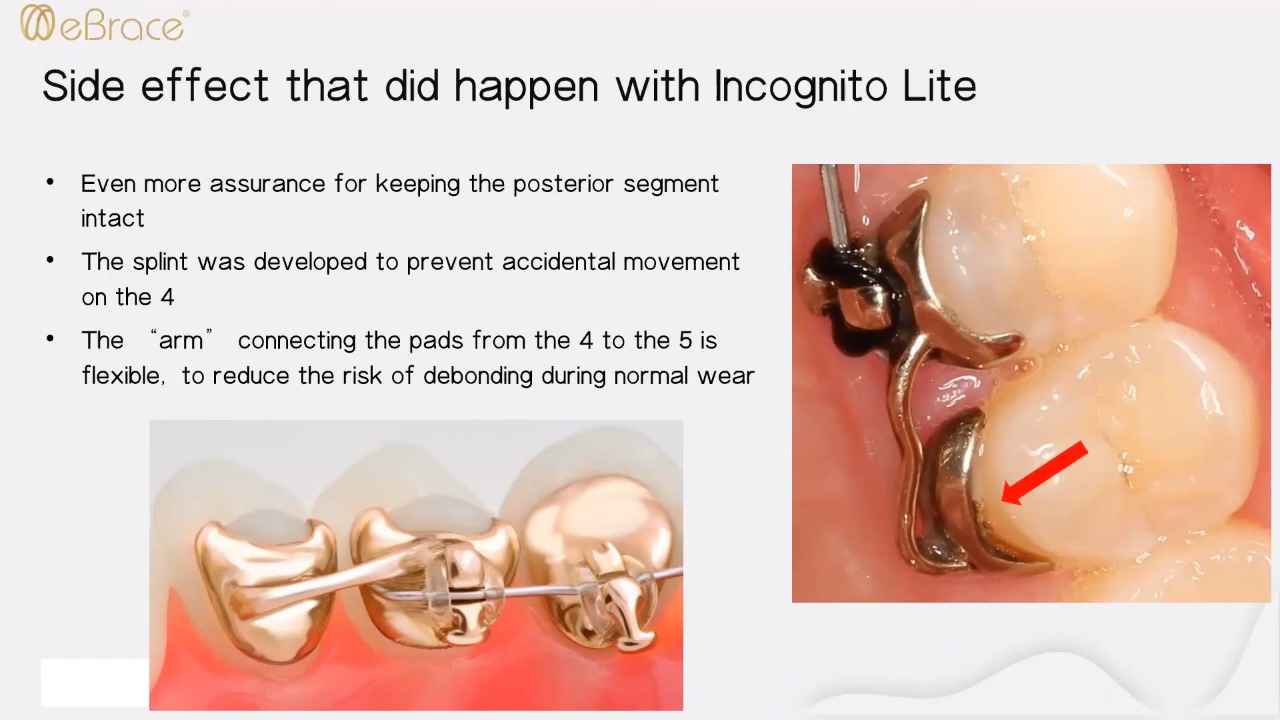 eBrace®
Side effect that did happen with Incognito Lite
• Even more assurance for keeping the posterior segment
intact
• The splint was developed to prevent accidental movement
on the 4
• The “arm” connecting the pads from the 4 to the 5 is
flexible, to reduce the risk of debonding during normal wear